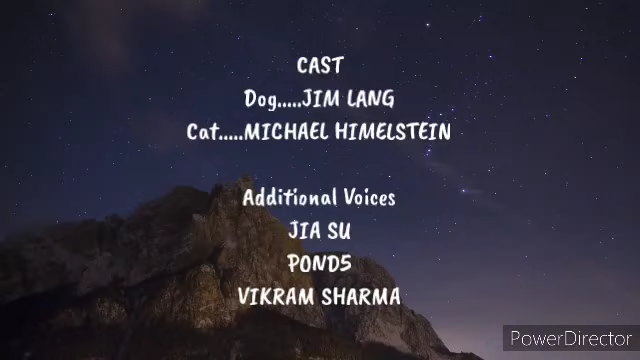 CAST
Dog.....JIM LANG
Cat.....MICHAEL HIMELSTEIN
Additional Voices
JIA SU
POND5
VIKRAM SHARMA
PowerDirector